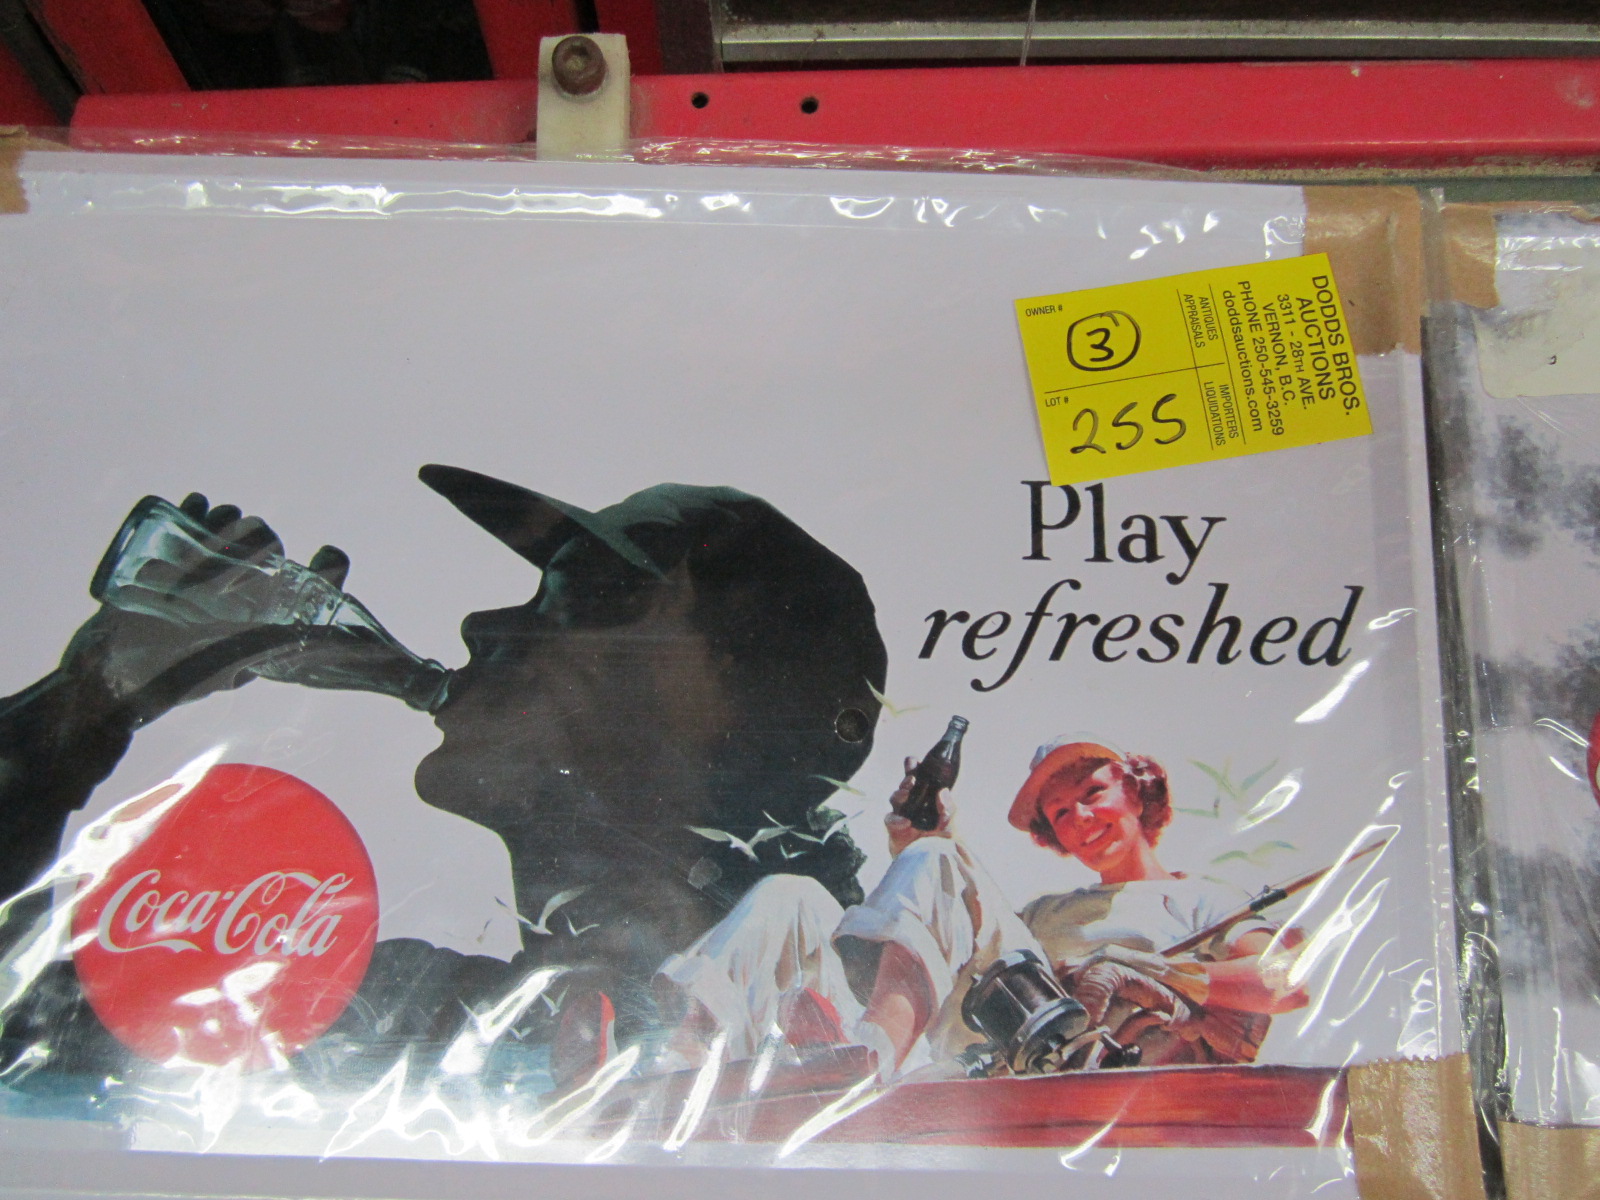 DODDS BROS.
AUCTIONS
3311 - 28TH AVE.
VERNON, B.C.
PHONE 250-545-3259
doddsauctions.com
ANTIQUES
APPRAISALS
IMPORTERS
LIQUIDATIONS
OWNER #
3
LOT #
255
Play
refreshed
Coca-Cola